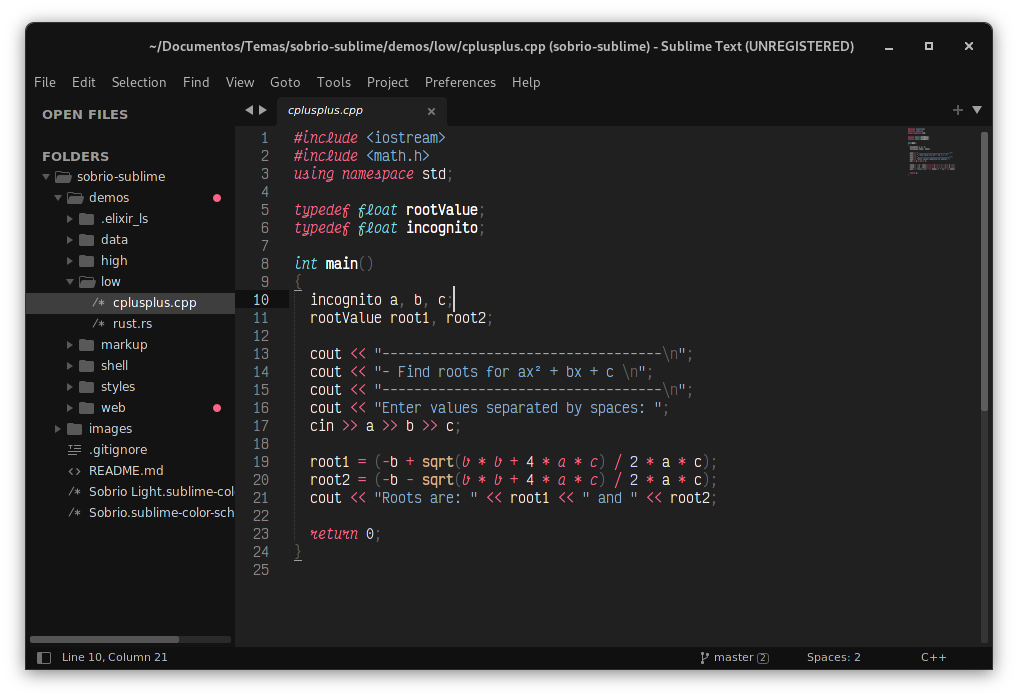 ~/Documentos/Temas/sobrio-sublime/demos/low/cplusplus.cpp (sobrio-sublime) - Sublime Text (UNREGISTERED)
File Edit Selection Find View Goto Tools Project Preferences Help
OPEN FILES
FOLDERS
sobrio-sublime
demos
.elixir_ls
data
high
low
/* cplusplus.cpp
/* rust.rs
markup
shell
styles
web
images
.gitignore
<> README.md
/* Sobrio Light.sublime-col
/* Sobrio.sublime-color-sch
cplusplus.cpp
1 #include <iostream>
2 #include <math.h>
3 using namespace std;
4
5 typedef float rootValue;
6 typedef float incognito;
7
8 int main()
9 {
10 incognito a, b, c;
11 rootValue root1, root2;
12
13 cout << "-----------------------------------\n";
14 cout << "- Find roots for ax² + bx + c \n";
15 cout << "-----------------------------------\n";
16 cout << "Enter values separated by spaces: ";
17 cin >> a >> b >> c;
18
19 root1 = (-b + sqrt(b * b + 4 * a * c) / 2 * a * c);
20 root2 = (-b - sqrt(b * b + 4 * a * c) / 2 * a * c);
21 cout << "Roots are: " << root1 << " and " << root2;
22
23 return 0;
24 }
25
Line 10, Column 21
master 2
Spaces: 2
C++